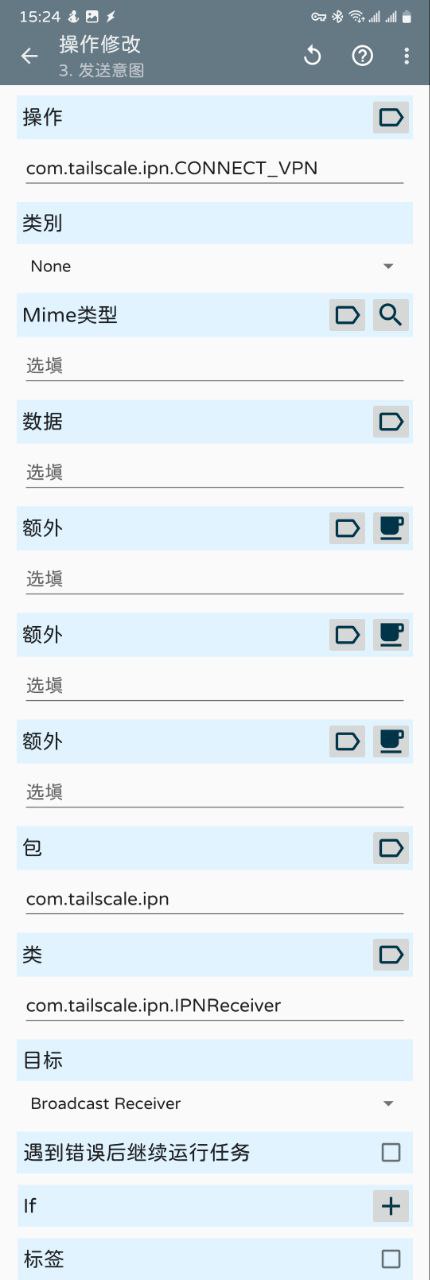 15:24
操作修改
3. 发送意图
操作
com.tailscale.ipn.CONNECT_VPN
类别
None
Mime类型
选填
数据
选填
额外
选填
额外
选填
额外
选填
包
com.tailscale.ipn
类
com.tailscale.ipn.IPNReceiver
目标
Broadcast Receiver
遇到错误后继续运行任务
If
标签